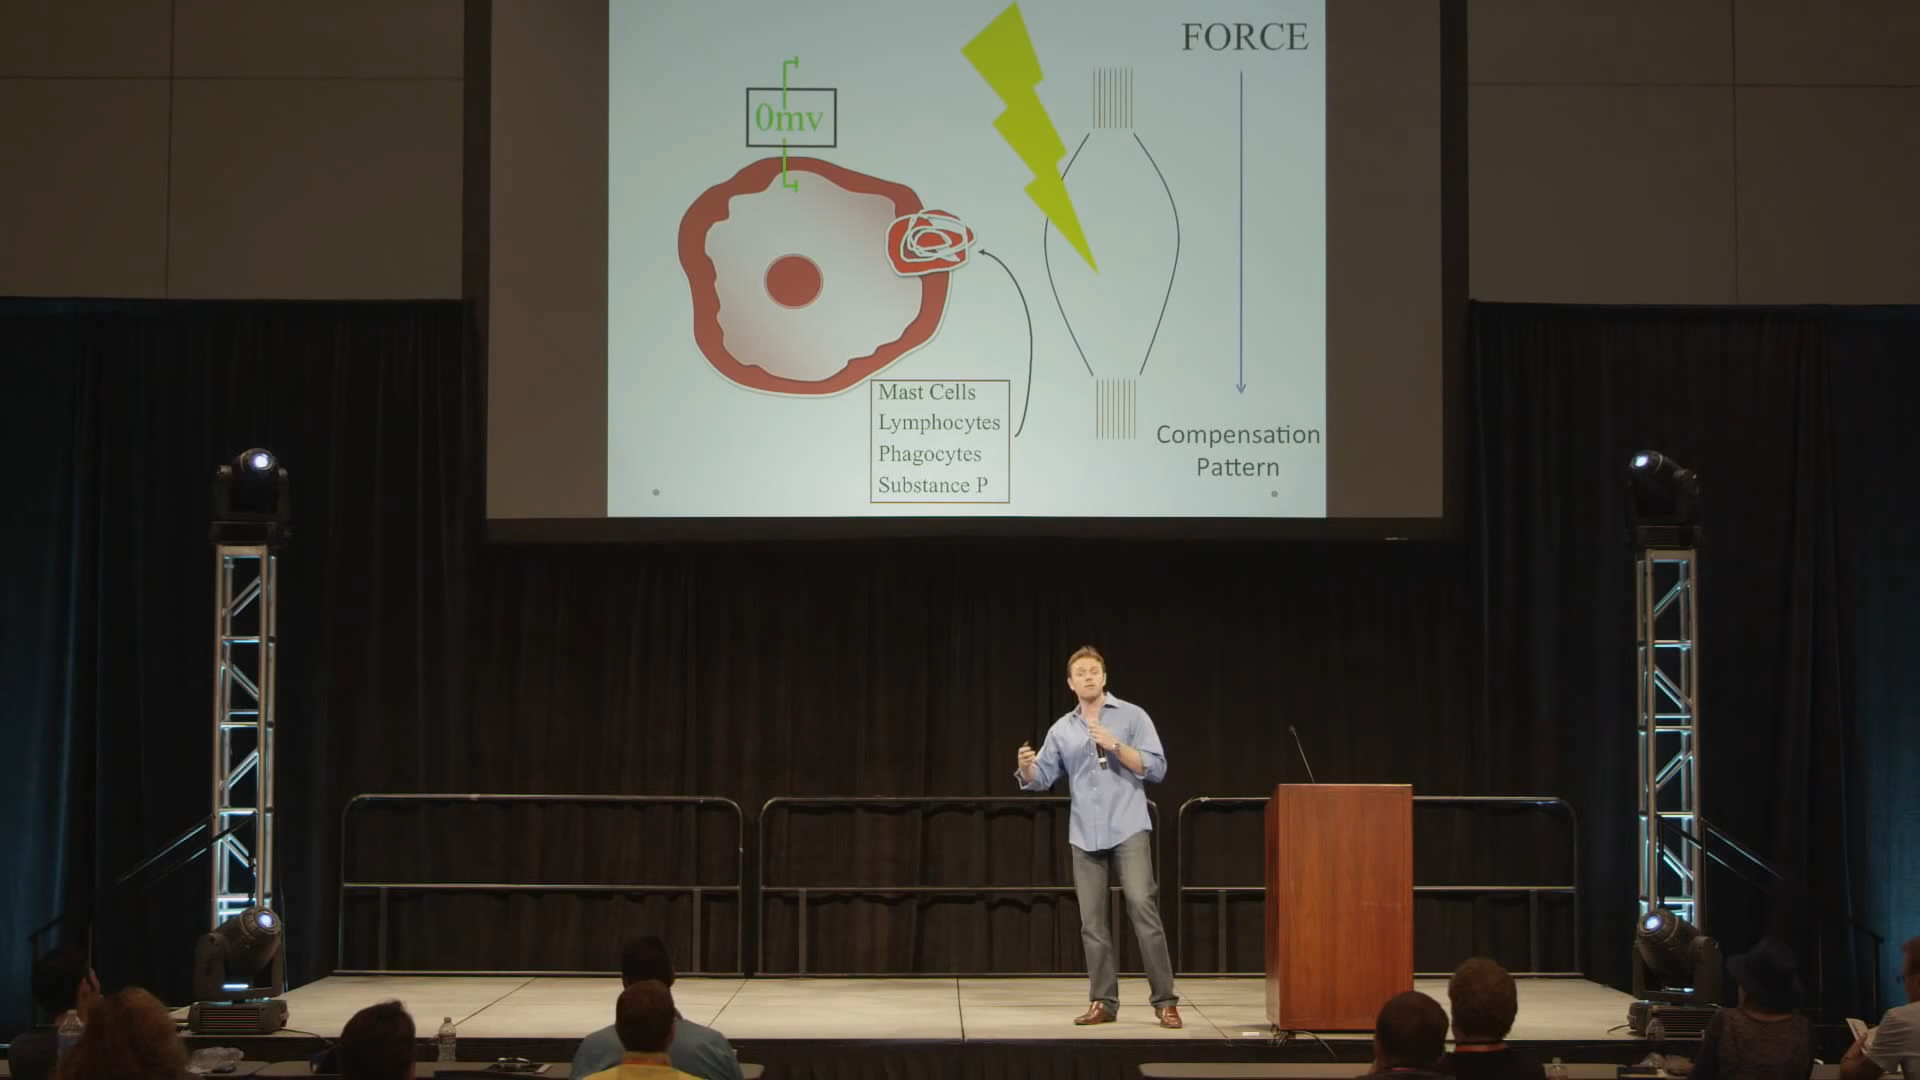 FORCE
0mv
Mast Cells
Lymphocytes
Phagocytes
Substance P
Compensation
Pattern